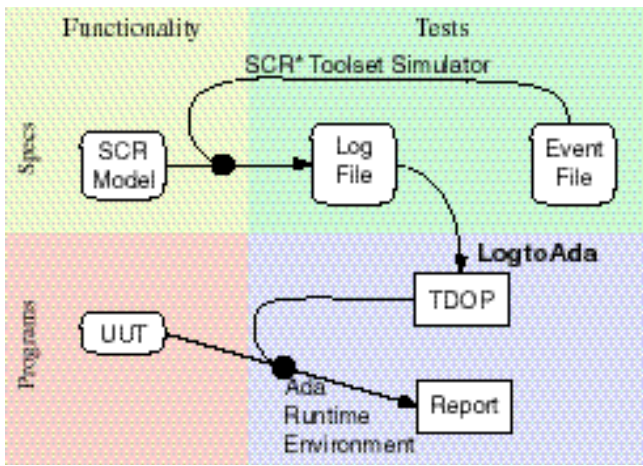 Functionality
Tests
SCR* Toolset Simulator
Specs
SCR
Model
Log
File
Event
File
LogtoAda
Programs
TDOP
UUT
Ada
Runtime
Environment
Report